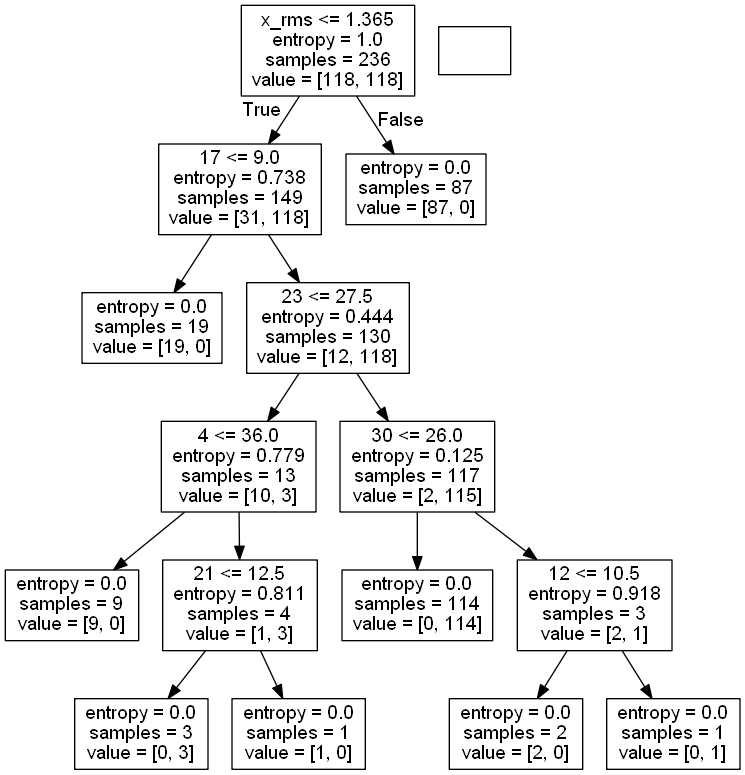 x_rms <= 1.365
entropy = 1.0
samples = 236
value = [118, 118]
True
False
17 <= 9.0
entropy = 0.738
samples = 149
value = [31, 118]
entropy = 0.0
samples = 87
value = [87, 0]
entropy = 0.0
samples = 19
value = [19, 0]
23 <= 27.5
entropy = 0.444
samples = 130
value = [12, 118]
4 <= 36.0
entropy = 0.779
samples = 13
value = [10, 3]
30 <= 26.0
entropy = 0.125
samples = 117
value = [2, 115]
entropy = 0.0
samples = 9
value = [9, 0]
21 <= 12.5
entropy = 0.811
samples = 4
value = [1, 3]
entropy = 0.0
samples = 114
value = [0, 114]
12 <= 10.5
entropy = 0.918
samples = 3
value = [2, 1]
entropy = 0.0
samples = 3
value = [0, 3]
entropy = 0.0
samples = 1
value = [1, 0]
entropy = 0.0
samples = 2
value = [2, 0]
entropy = 0.0
samples = 1
value = [0, 1]